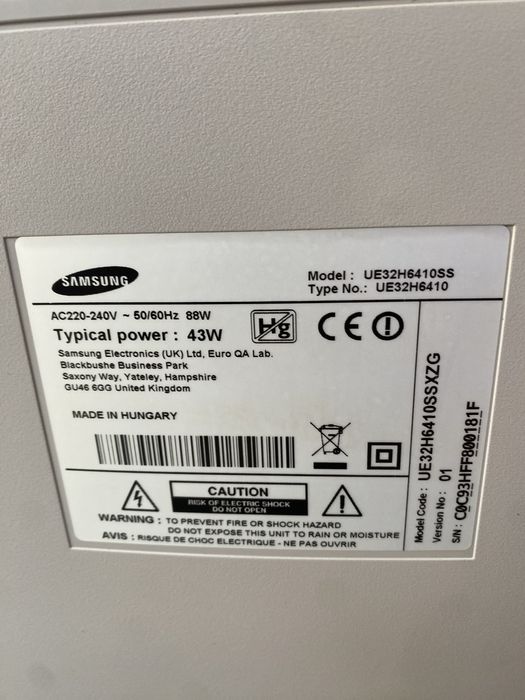 SAMSUNG
Model : UE32H6410SS
Type No.: UE32H6410
AC220-240V ~ 50/60Hz 88W
Typical power : 43W
Hg
CE
Samsung Electronics (UK) Ltd, Euro QA Lab.
Blackbushe Business Park
Saxony Way, Yateley, Hampshire
GU46 6GG United Kingdom
MADE IN HUNGARY
CAUTION
RISK OF ELECTRIC SHOCK
DO NOT OPEN
WARNING : TO PREVENT FIRE OR SHOCK HAZARD
DO NOT EXPOSE THIS UNIT TO RAIN OR MOISTURE
AVIS : RISQUE DE CHOC ELECTRIQUE - NE PAS OUVRIR
Model Code : UE32H6410SSXZG
Version No : 01
S/N : C0C93HFF800181F